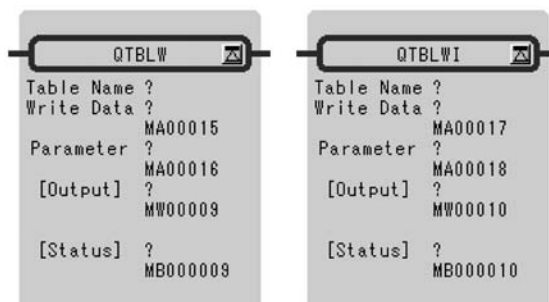 QTBLW
Table Name ?
Write Data ?
MA00015
Parameter ?
MA00016
[Output] ?
MW00009
[Status] ?
MB000009
QTBLWI
Table Name ?
Write Data ?
MA00017
Parameter ?
MA00018
[Output] ?
MW00010
[Status] ?
MB000010